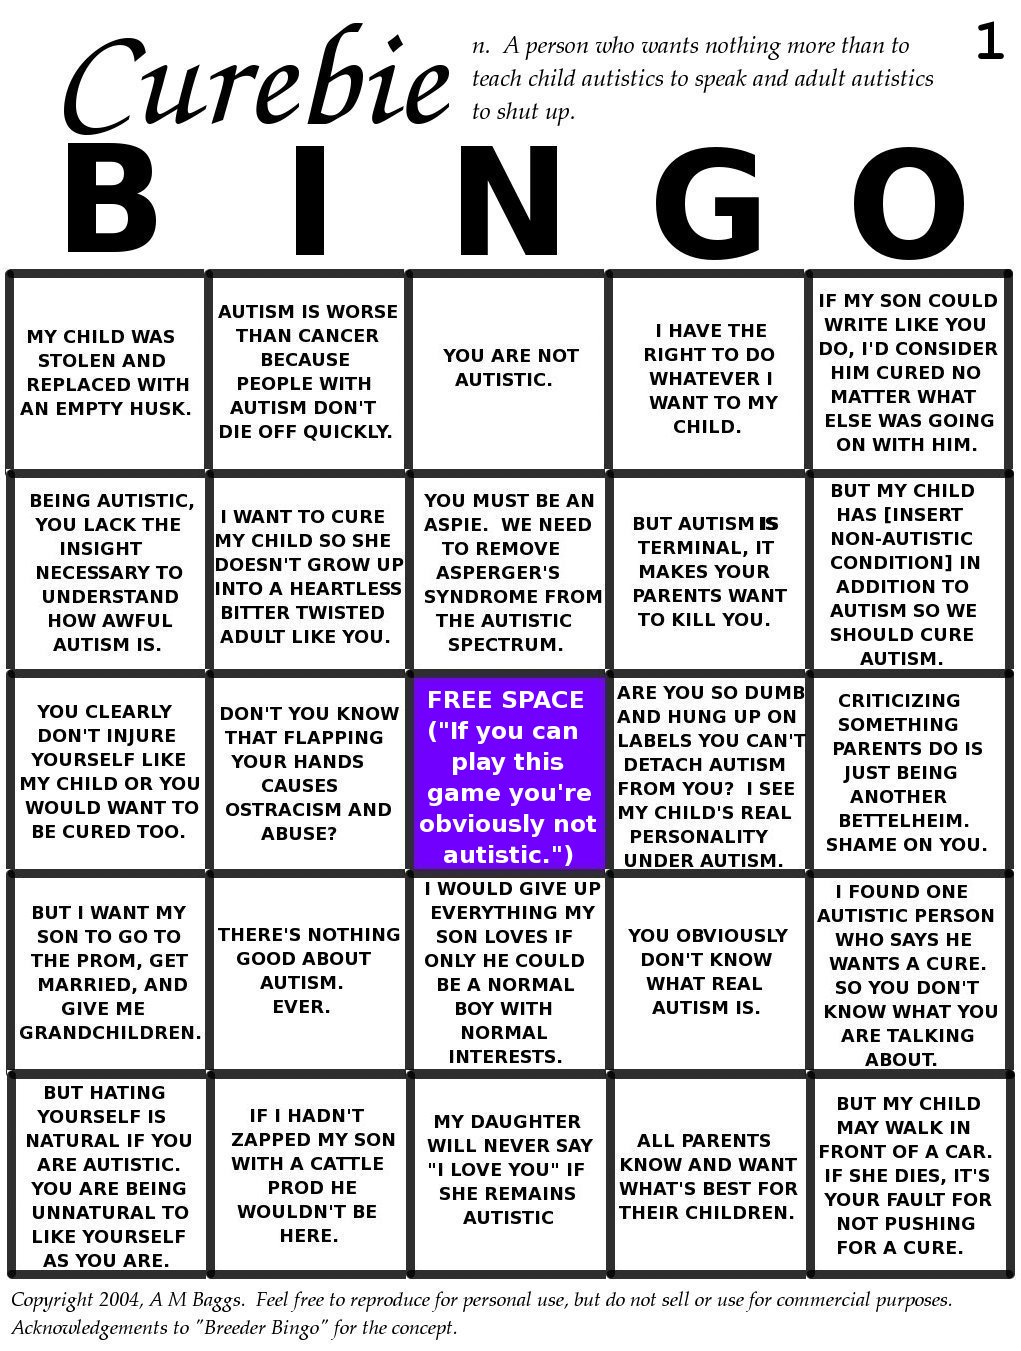 Curebie
n. A person who wants nothing more than to
teach child autistics to speak and adult autistics
to shut up.
1
B I N G O
MY CHILD WAS
STOLEN AND
REPLACED WITH
AN EMPTY HUSK.
AUTISM IS WORSE
THAN CANCER
BECAUSE
PEOPLE WITH
AUTISM DON'T
DIE OFF QUICKLY.
YOU ARE NOT
AUTISTIC.
I HAVE THE
RIGHT TO DO
WHATEVER I
WANT TO MY
CHILD.
IF MY SON COULD
WRITE LIKE YOU
DO, I'D CONSIDER
HIM CURED NO
MATTER WHAT
ELSE WAS GOING
ON WITH HIM.
BEING AUTISTIC,
YOU LACK THE
INSIGHT
NECESSARY TO
UNDERSTAND
HOW AWFUL
AUTISM IS.
I WANT TO CURE
MY CHILD SO SHE
DOESN'T GROW UP
INTO A HEARTLESS
BITTER TWISTED
ADULT LIKE YOU.
YOU MUST BE AN
ASPIE. WE NEED
TO REMOVE
ASPERGER'S
SYNDROME FROM
THE AUTISTIC
SPECTRUM.
BUT AUTISM IS
TERMINAL, IT
MAKES YOUR
PARENTS WANT
TO KILL YOU.
BUT MY CHILD
HAS [INSERT
NON-AUTISTIC
CONDITION] IN
ADDITION TO
AUTISM SO WE
SHOULD CURE
AUTISM.
YOU CLEARLY
DON'T INJURE
YOURSELF LIKE
MY CHILD OR YOU
WOULD WANT TO
BE CURED TOO.
DON'T YOU KNOW
THAT FLAPPING
YOUR HANDS
CAUSES
OSTRACISM AND
ABUSE?
FREE SPACE
("If you can
play this
game you're
obviously not
autistic.")
ARE YOU SO DUMB
AND HUNG UP ON
LABELS YOU CAN'T
DETACH AUTISM
FROM YOU? I SEE
MY CHILD'S REAL
PERSONALITY
UNDER AUTISM.
CRITICIZING
SOMETHING
PARENTS DO IS
JUST BEING
ANOTHER
BETTELHEIM.
SHAME ON YOU.
BUT I WANT MY
SON TO GO TO
THE PROM, GET
MARRIED, AND
GIVE ME
GRANDCHILDREN.
THERE'S NOTHING
GOOD ABOUT
AUTISM.
EVER.
I WOULD GIVE UP
EVERYTHING MY
SON LOVES IF
ONLY HE COULD
BE A NORMAL
BOY WITH
NORMAL
INTERESTS.
YOU OBVIOUSLY
DON'T KNOW
WHAT REAL
AUTISM IS.
I FOUND ONE
AUTISTIC PERSON
WHO SAYS HE
WANTS A CURE.
SO YOU DON'T
KNOW WHAT YOU
ARE TALKING
ABOUT.
BUT HATING
YOURSELF IS
NATURAL IF YOU
ARE AUTISTIC.
YOU ARE BEING
UNNATURAL TO
LIKE YOURSELF
AS YOU ARE.
IF I HADN'T
ZAPPED MY SON
WITH A CATTLE
PROD HE
WOULDN'T BE
HERE.
MY DAUGHTER
WILL NEVER SAY
"I LOVE YOU" IF
SHE REMAINS
AUTISTIC
ALL PARENTS
KNOW AND WANT
WHAT'S BEST FOR
THEIR CHILDREN.
BUT MY CHILD
MAY WALK IN
FRONT OF A CAR.
IF SHE DIES, IT'S
YOUR FAULT FOR
NOT PUSHING
FOR A CURE.
Copyright 2004, A M Baggs. Feel free to reproduce for personal use, but do not sell or use for commercial purposes.
Acknowledgements to "Breeder Bingo" for the concept.